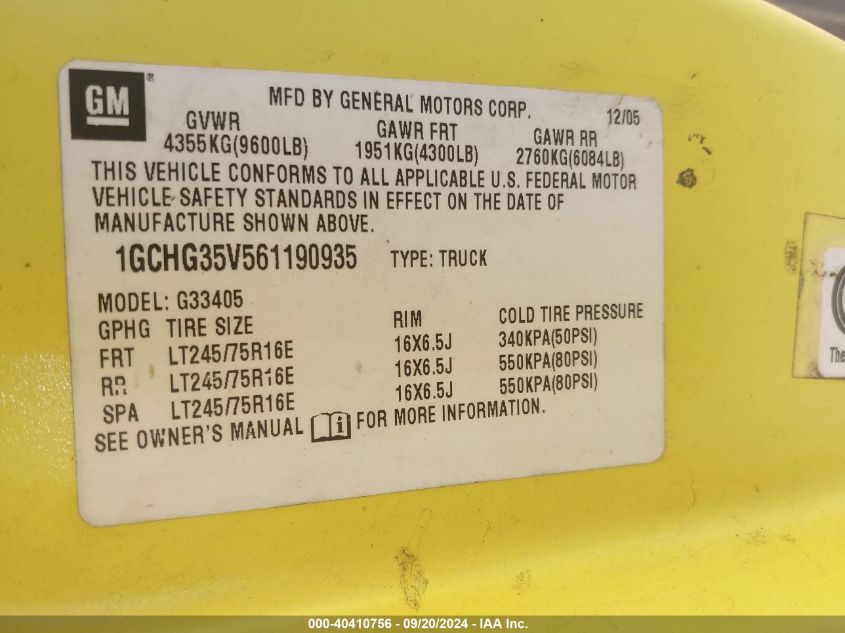 GM ®
MFD BY GENERAL MOTORS CORP. 12/05
GVWR GAWR FRT GAWR RR
4355KG(9600LB) 1951KG(4300LB) 2760KG(6084LB)
THIS VEHICLE CONFORMS TO ALL APPLICABLE U.S. FEDERAL MOTOR
VEHICLE SAFETY STANDARDS IN EFFECT ON THE DATE OF
MANUFACTURE SHOWN ABOVE.
1GCHG35V561190935 TYPE: TRUCK
MODEL: G33405
GPHG TIRE SIZE RIM COLD TIRE PRESSURE
FRT LT245/75R16E 16X6.5J 340KPA(50PSI)
RR LT245/75R16E 16X6.5J 550KPA(80PSI)
SPA LT245/75R16E 16X6.5J 550KPA(80PSI)
SEE OWNER'S MANUAL i FOR MORE INFORMATION.
The
000-40410756 - 09/20/2024 - IAA Inc.